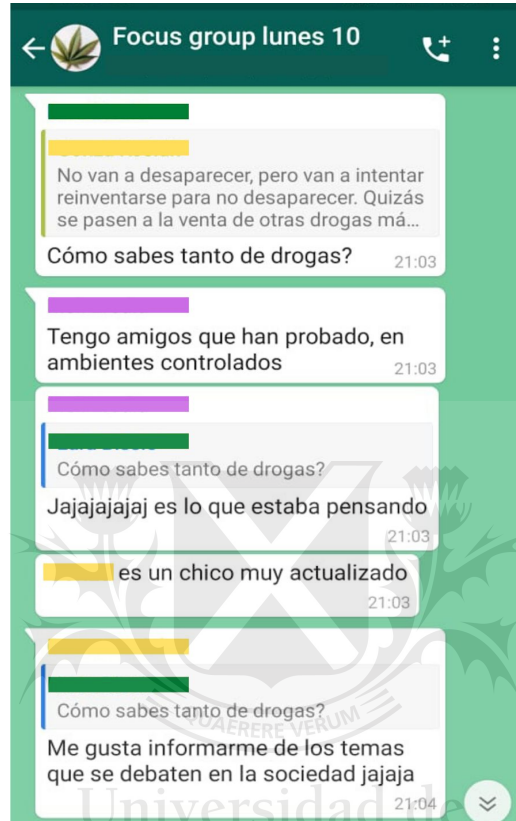 Focus group lunes 10
No van a desaparecer, pero van a intentar
reinventarse para no desaparecer. Quizás
se pasen a la venta de otras drogas má...
Cómo sabes tanto de drogas?
21:03
Tengo amigos que han probado, en
ambientes controlados
21:03
Cómo sabes tanto de drogas?
Jajajajajaj es lo que estaba pensando
21:03
es un chico muy actualizado
21:03
Cómo sabes tanto de drogas?
QUAERERE VERUM
Me gusta informarme de los temas
que se debaten en la sociedad jajaja
21:04
Universidad de